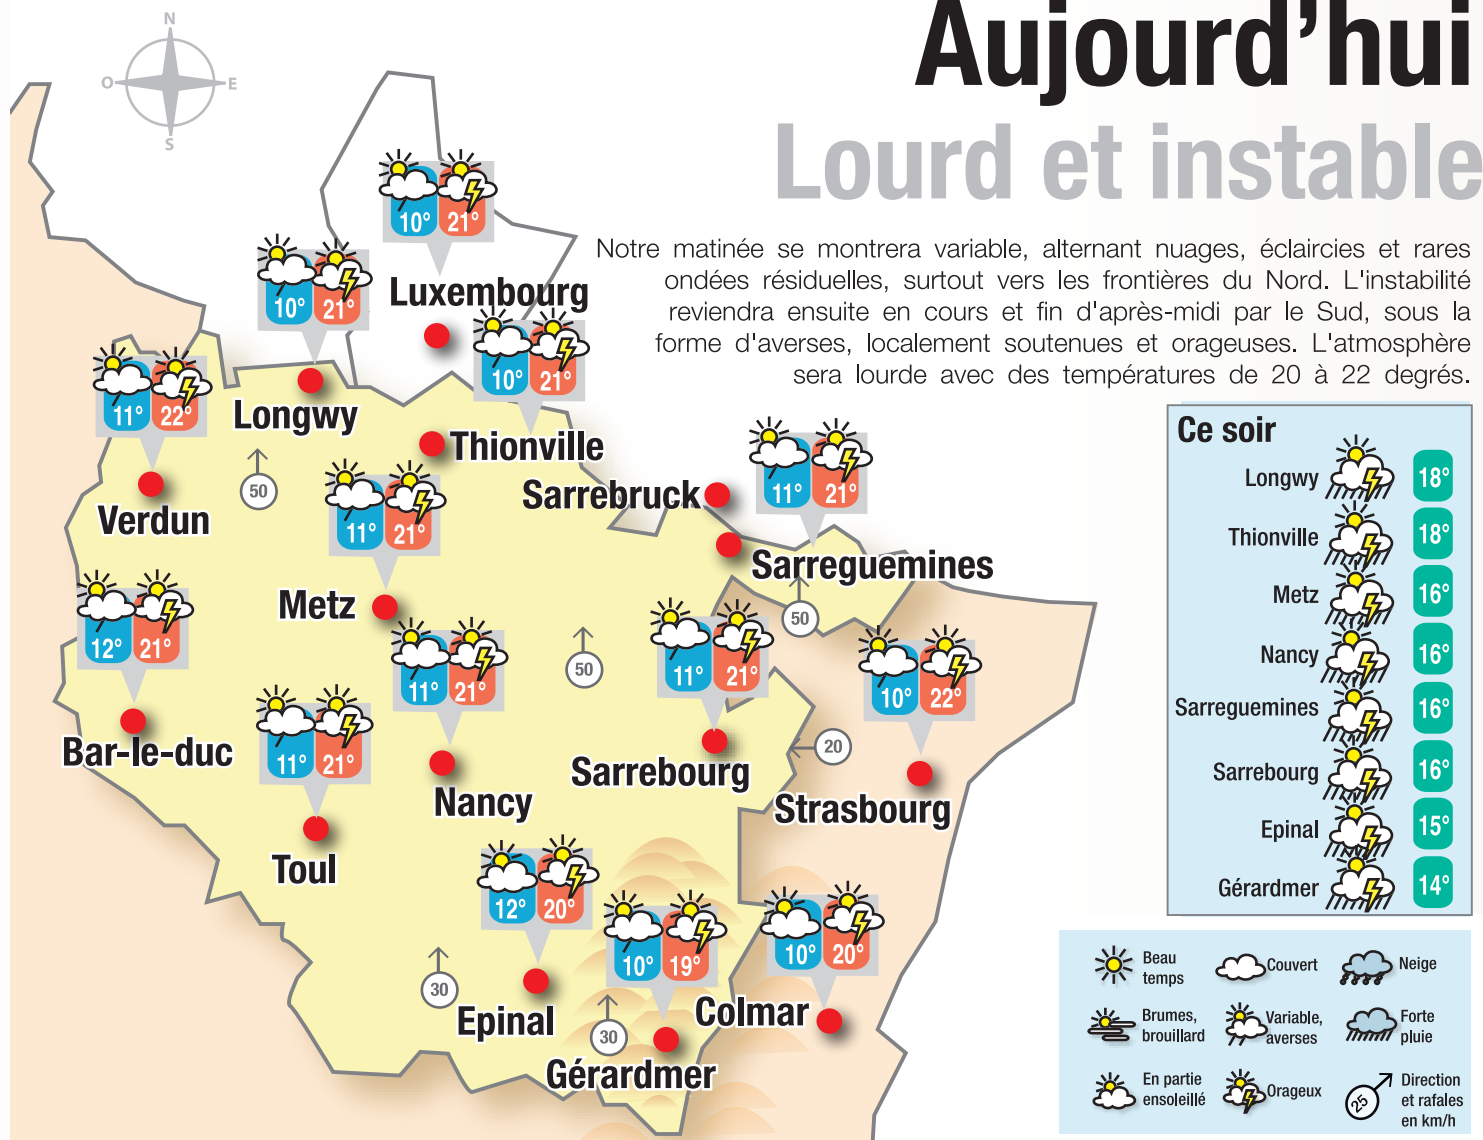 Aujourd'hui
Lourd et instable
Notre matinée se montrera variable, alternant nuages, éclaircies et rares
ondées résiduelles, surtout vers les frontières du Nord. L'instabilité
reviendra ensuite en cours et fin d'après-midi par le Sud, sous la
forme d'averses, localement soutenues et orageuses. L'atmosphère
sera lourde avec des températures de 20 à 22 degrés.
N
O E
S
10° 21°
Luxembourg
10° 21°
Longwy
10° 21°
Thionville
11° 22°
Verdun
50
11° 21°
Metz
Sarrebruck
11° 21°
Sarreguemines
50
12° 21°
Bar-le-duc
11° 21°
Nancy
50
11° 21°
Sarrebourg
10° 22°
Strasbourg
20
11° 21°
Toul
12° 20°
Epinal
30
10° 19°
Gérardmer
30
10° 20°
Colmar
Ce soir
Longwy 18°
Thionville 18°
Metz 16°
Nancy 16°
Sarreguemines 16°
Sarrebourg 16°
Epinal 15°
Gérardmer 14°
Beau
temps
Couvert
Neige
Brumes,
brouillard
Variable,
averses
Forte
pluie
En partie
ensoleillé
Orageux
25
Direction
et rafales
en km/h